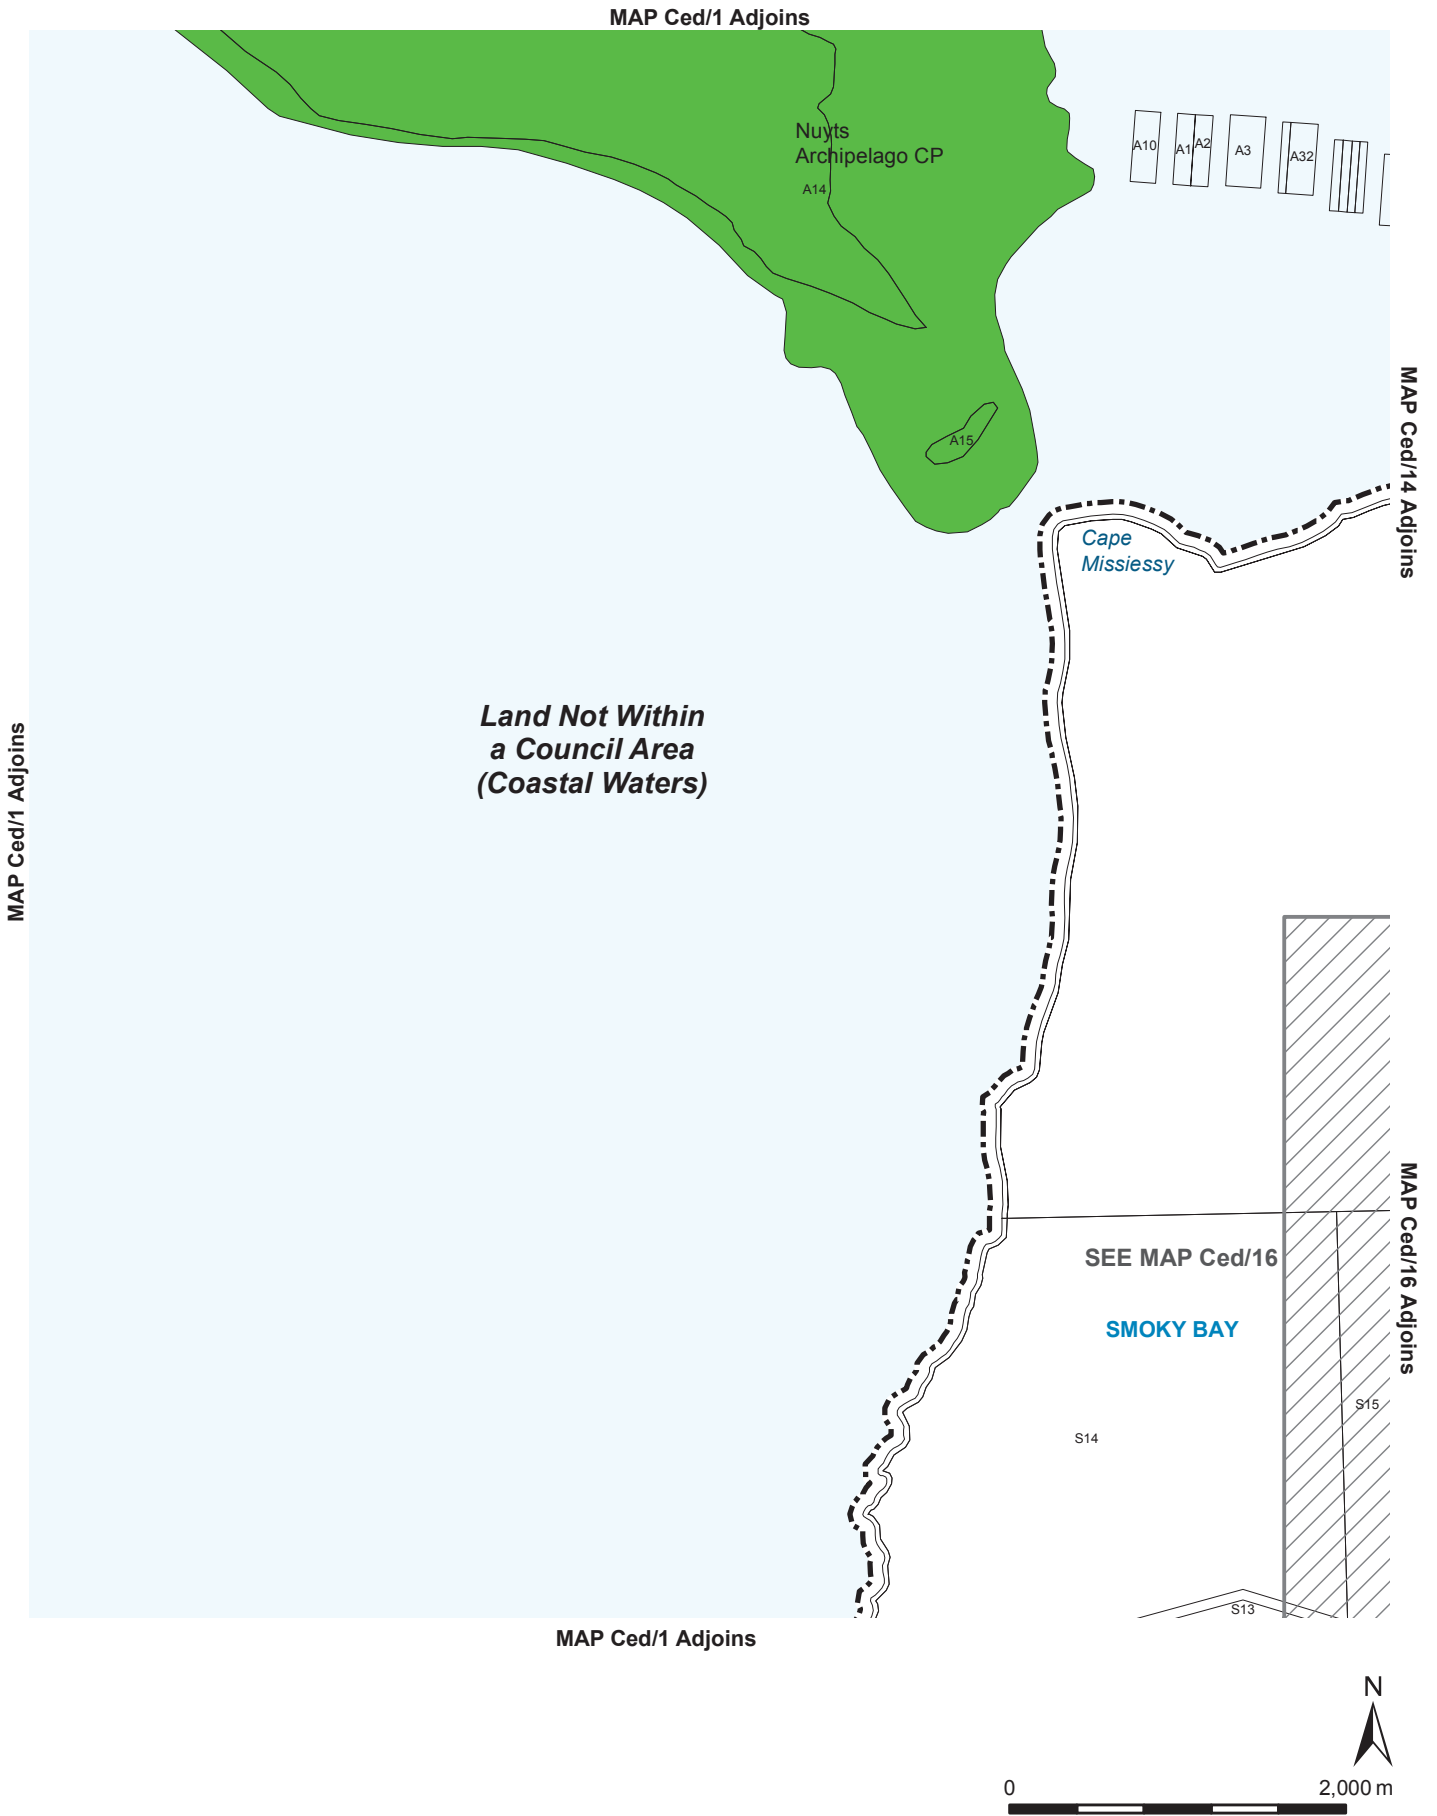 MAP Ced/1 Adjoins
Nuyts
Archipelago CP
A14
A10
A1
A2
A3
A32
A15
MAP Ced/14 Adjoins
Cape
Missiessy
Land Not Within
a Council Area
(Coastal Waters)
MAP Ced/1 Adjoins
SEE MAP Ced/16
MAP Ced/16 Adjoins
SMOKY BAY
S15
S14
S13
MAP Ced/1 Adjoins
N
0
2,000 m